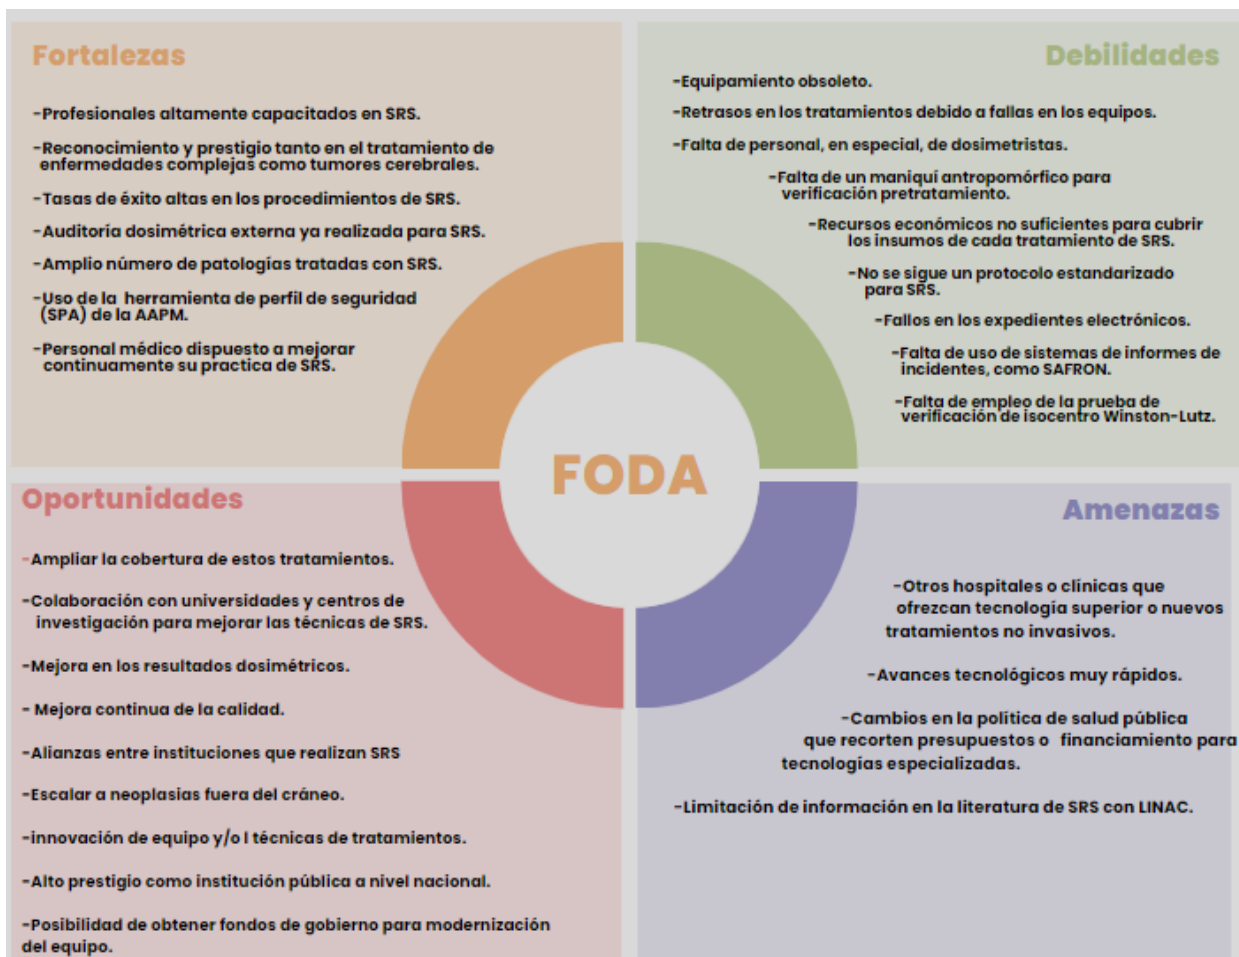 Fortalezas
-Profesionales altamente capacitados en SRS.
-Reconocimiento y prestigio tanto en el tratamiento de
enfermedades complejas como tumores cerebrales.
-Tasas de éxito altas en los procedimientos de SRS.
-Auditoría dosimétrica externa ya realizada para SRS.
-Amplio número de patologías tratadas con SRS.
-Uso de la herramienta de perfil de seguridad
(SPA) de la AAPM.
-Personal médico dispuesto a mejorar
continuamente su practica de SRS.
Debilidades
-Equipamiento obsoleto.
-Retrasos en los tratamientos debido a fallas en los equipos.
-Falta de personal, en especial, de dosimetristas.
-Falta de un maniquí antropomórfico para
verificación pretratamiento.
-Recursos económicos no suficientes para cubrir
los insumos de cada tratamiento de SRS.
-No se sigue un protocolo estandarizado
para SRS.
-Fallos en los expedientes electrónicos.
-Falta de uso de sistemas de informes de
incidentes, como SAFRON.
-Falta de empleo de la prueba de
verificación de isocentro Winston-Lutz.
FODA
Oportunidades
-Ampliar la cobertura de estos tratamientos.
-Colaboración con universidades y centros de
investigación para mejorar las técnicas de SRS.
-Mejora en los resultados dosimétricos.
- Mejora continua de la calidad.
-Alianzas entre instituciones que realizan SRS
-Escalar a neoplasias fuera del cráneo.
-innovación de equipo y/o l técnicas de tratamientos.
-Alto prestigio como institución pública a nivel nacional.
-Posibilidad de obtener fondos de gobierno para modernización
del equipo.
Amenazas
-Otros hospitales o clínicas que
ofrezcan tecnología superior o nuevos
tratamientos no invasivos.
-Avances tecnológicos muy rápidos.
-Cambios en la política de salud pública
que recorten presupuestos o financiamiento para
tecnologías especializadas.
-Limitación de información en la literatura de SRS con LINAC.